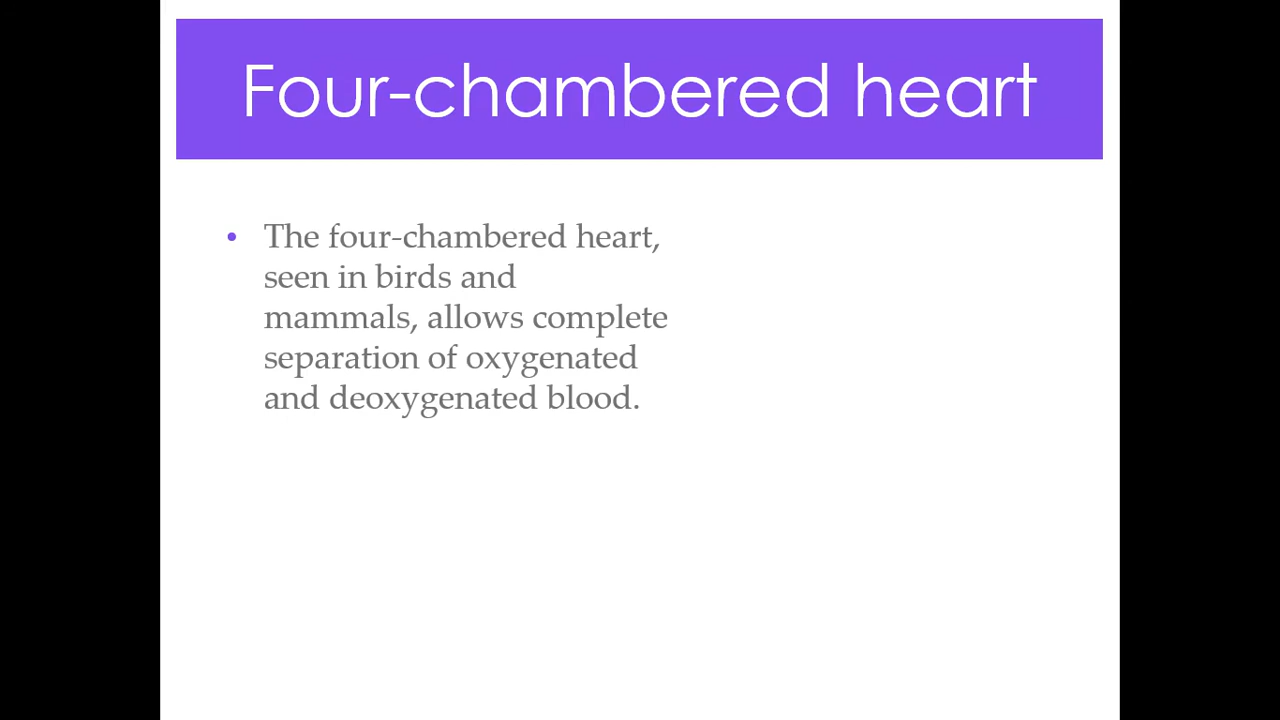 Four-chambered heart
• The four-chambered heart,
seen in birds and
mammals, allows complete
separation of oxygenated
and deoxygenated blood.